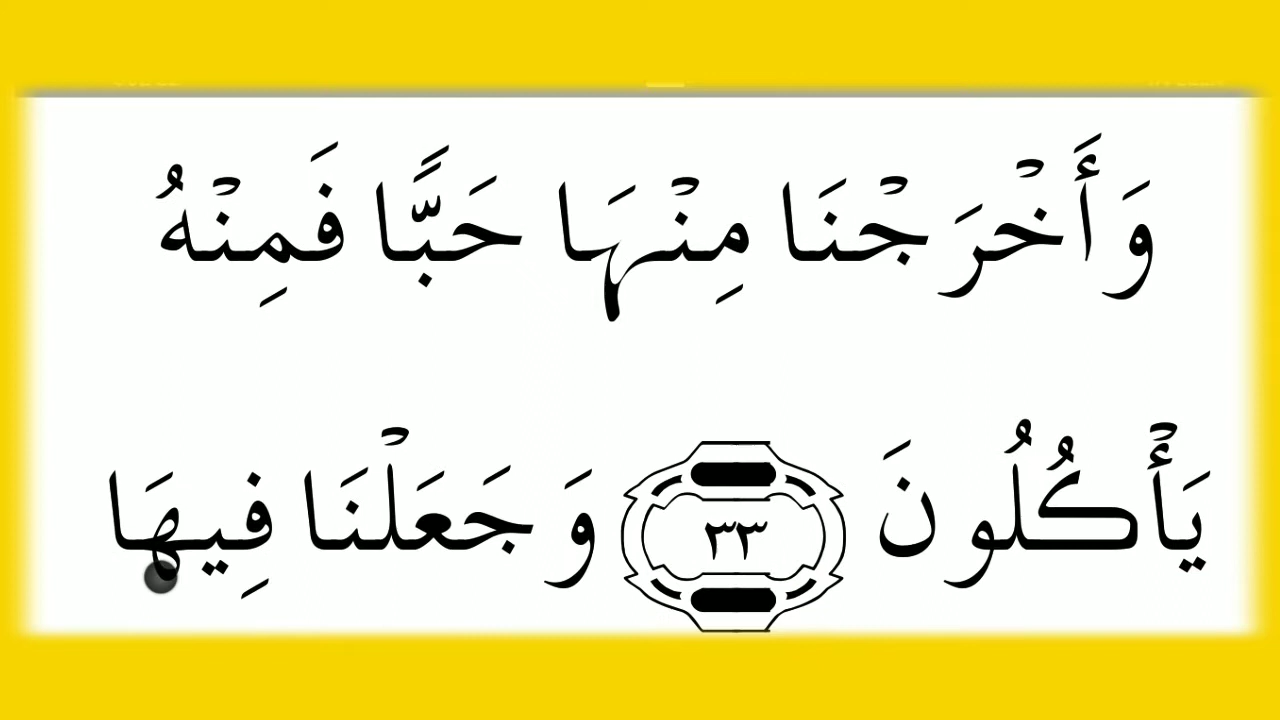 وَأَخْرَجْنَا مِنْهَا حَبًّا فَمِنْهُ
يَأْكُلُونَ ٣٣ وَجَعَلْنَا فِيهَا